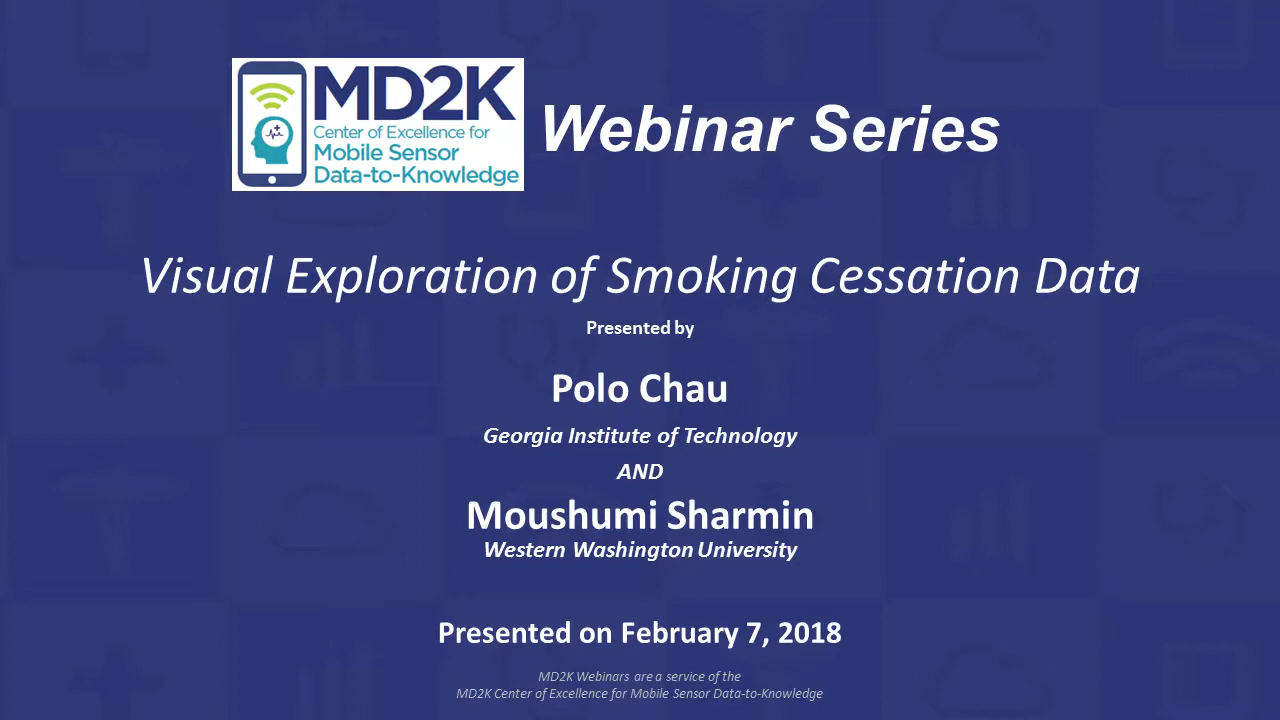 MD2K
Center of Excellence for
Mobile Sensor
Data-to-Knowledge
Webinar Series
Visual Exploration of Smoking Cessation Data
Presented by
Polo Chau
Georgia Institute of Technology
AND
Moushumi Sharmin
Western Washington University
Presented on February 7, 2018
MD2K Webinars are a service of the
MD2K Center of Excellence for Mobile Sensor Data-to-Knowledge